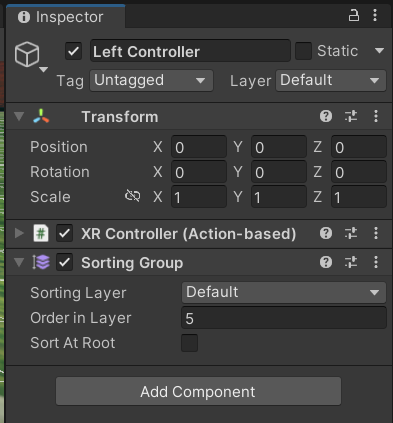 Inspector
Left Controller Static
Tag Untagged Layer Default
Transform
Position X 0 Y 0 Z 0
Rotation X 0 Y 0 Z 0
Scale X 1 Y 1 Z 1
# XR Controller (Action-based)
Sorting Group
Sorting Layer Default
Order in Layer 5
Sort At Root
Add Component